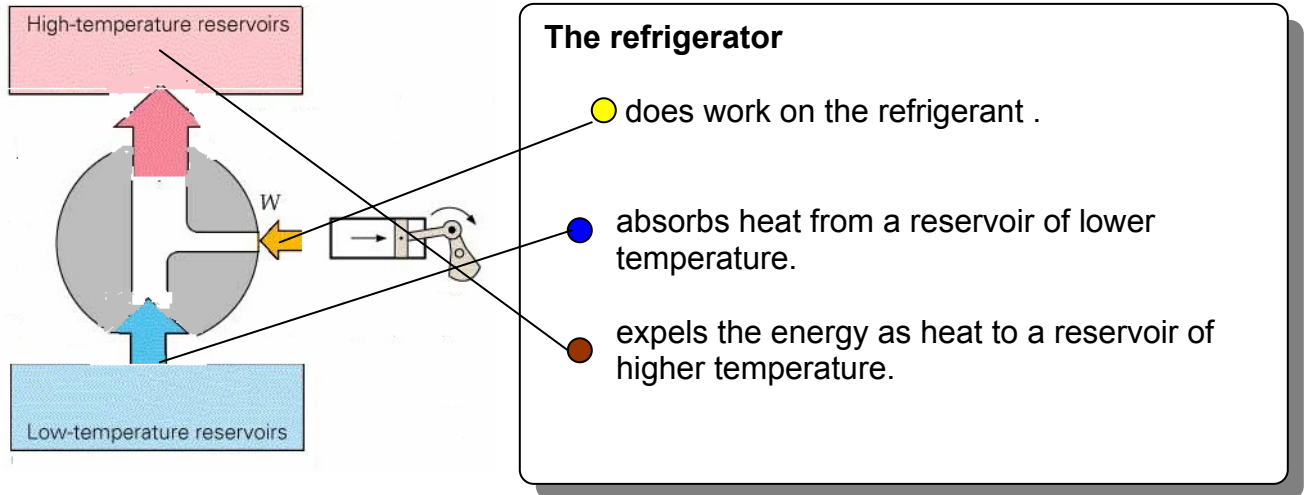 High-temperature reservoirs
W
Low-temperature reservoirs
The refrigerator
does work on the refrigerant .
absorbs heat from a reservoir of lower
temperature.
expels the energy as heat to a reservoir of
higher temperature.